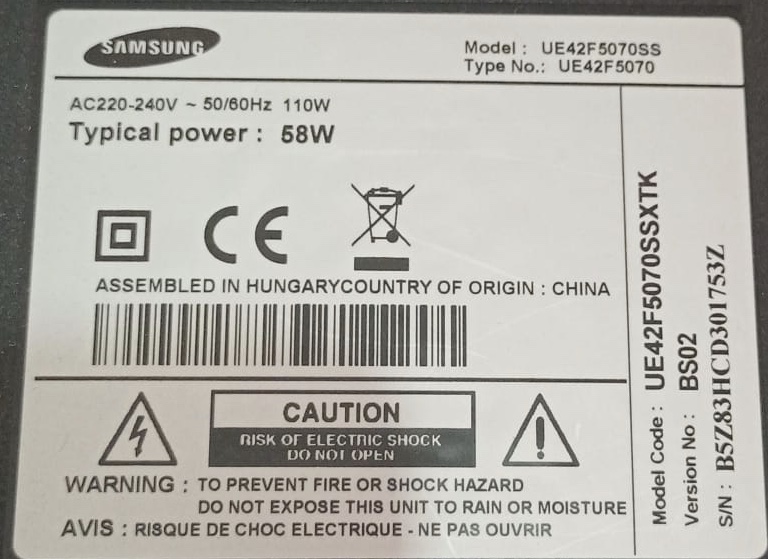 SAMSUNG
Model : UE42F5070SS
Type No.: UE42F5070
AC220-240V ~ 50/60Hz 110W
Typical power : 58W
CE
ASSEMBLED IN HUNGARYCOUNTRY OF ORIGIN : CHINA
CAUTION
RISK OF ELECTRIC SHOCK
DO NOT OPEN
WARNING : TO PREVENT FIRE OR SHOCK HAZARD
DO NOT EXPOSE THIS UNIT TO RAIN OR MOISTURE
AVIS : RISQUE DE CHOC ELECTRIQUE - NE PAS OUVRIR
Model Code : UE42F5070SSXTK
Version No : BS02
S/N : B5Z83HCD301753Z